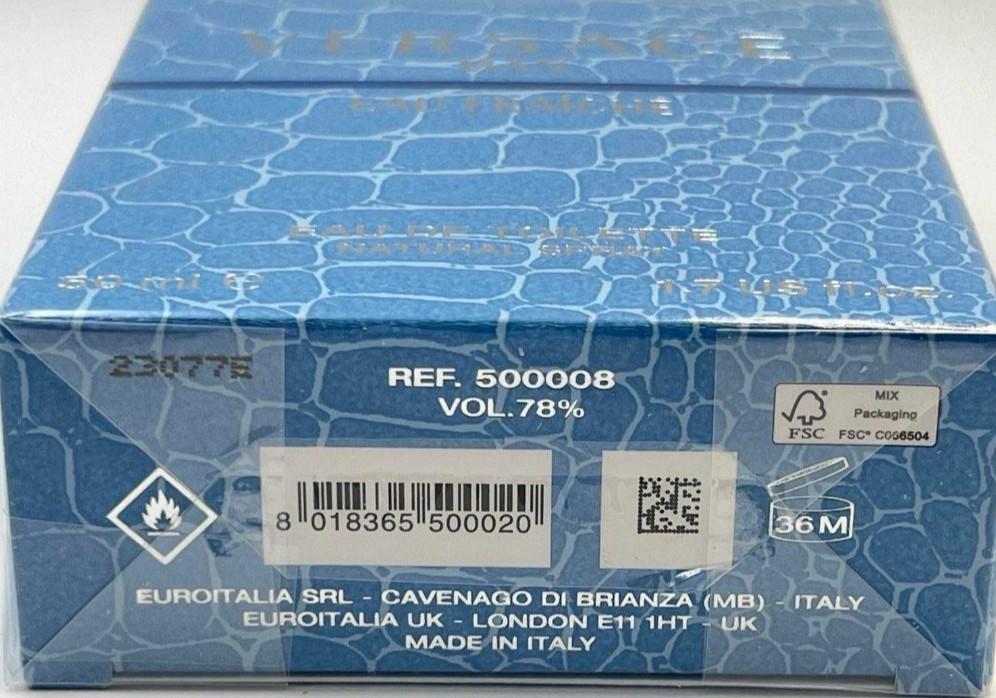 VERSACE
MAN
EAU FRAÎCHE
EAU DE TOILETTE
NATURAL SPRAY
50 ml ℮ 1.7 US fl. oz.
23077E
REF. 500008
VOL.78%
MIX
Packaging
FSC FSC® C006504
8 018365 500020
36 M
EUROITALIA SRL - CAVENAGO DI BRIANZA (MB) - ITALY
EUROITALIA UK - LONDON E11 1HT - UK
MADE IN ITALY